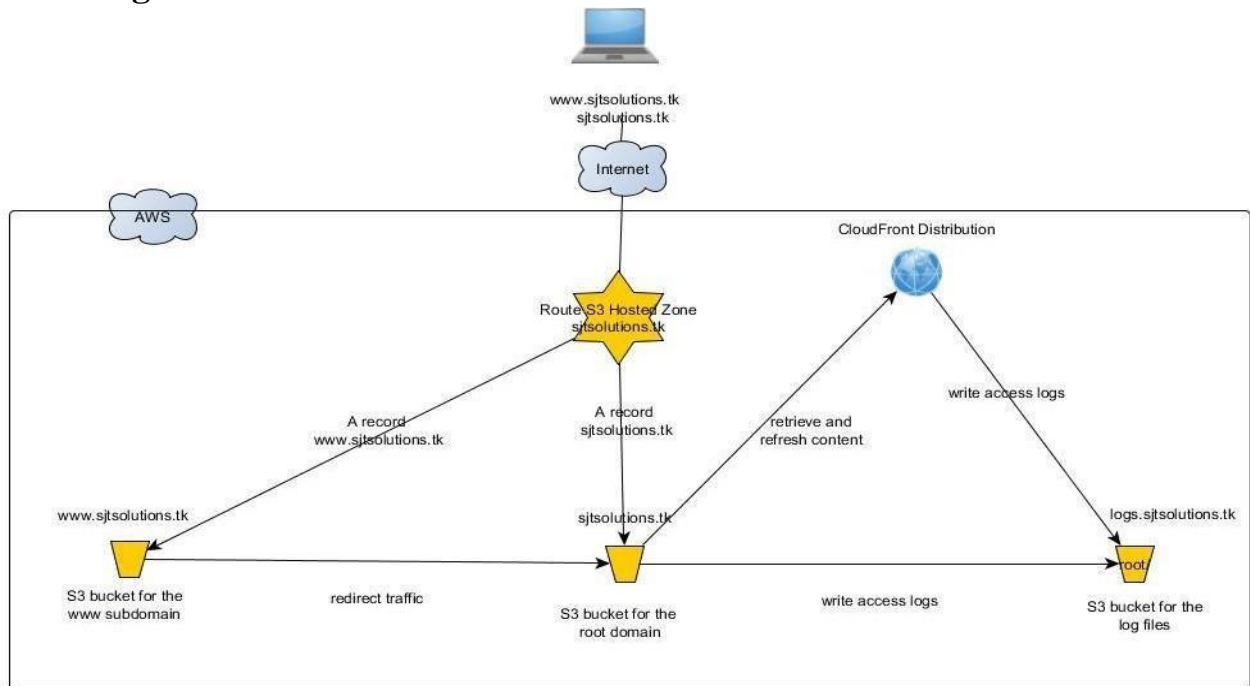 www.sjtsolutions.tk
sjtsolutions.tk
Internet
AWS
CloudFront Distribution
Route S3 Hosted Zone
sjtsolutions.tk
write access logs
A record
www.sjtsolutions.tk
A record
sjtsolutions.tk
retrieve and
refresh content
www.sjtsolutions.tk
sjtsolutions.tk
logs.sjtsolutions.tk
root/
S3 bucket for the
www subdomain
redirect traffic
S3 bucket for the
root domain
write access logs
S3 bucket for the
log files